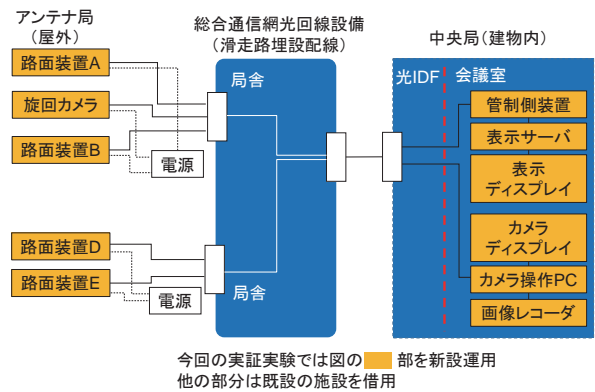 アンテナ局
(屋外)
路面装置A
旋回カメラ
路面装置B
電源
路面装置D
路面装置E
電源
総合通信網光回線設備
(滑走路埋設配線)
局舎
局舎
中央局(建物内)
光IDF
会議室
管制側装置
表示サーバ
表示
ディスプレイ
カメラ
ディスプレイ
カメラ操作PC
画像レコーダ
今回の実証実験では図の 部を新設運用
他の部分は既設の施設を借用